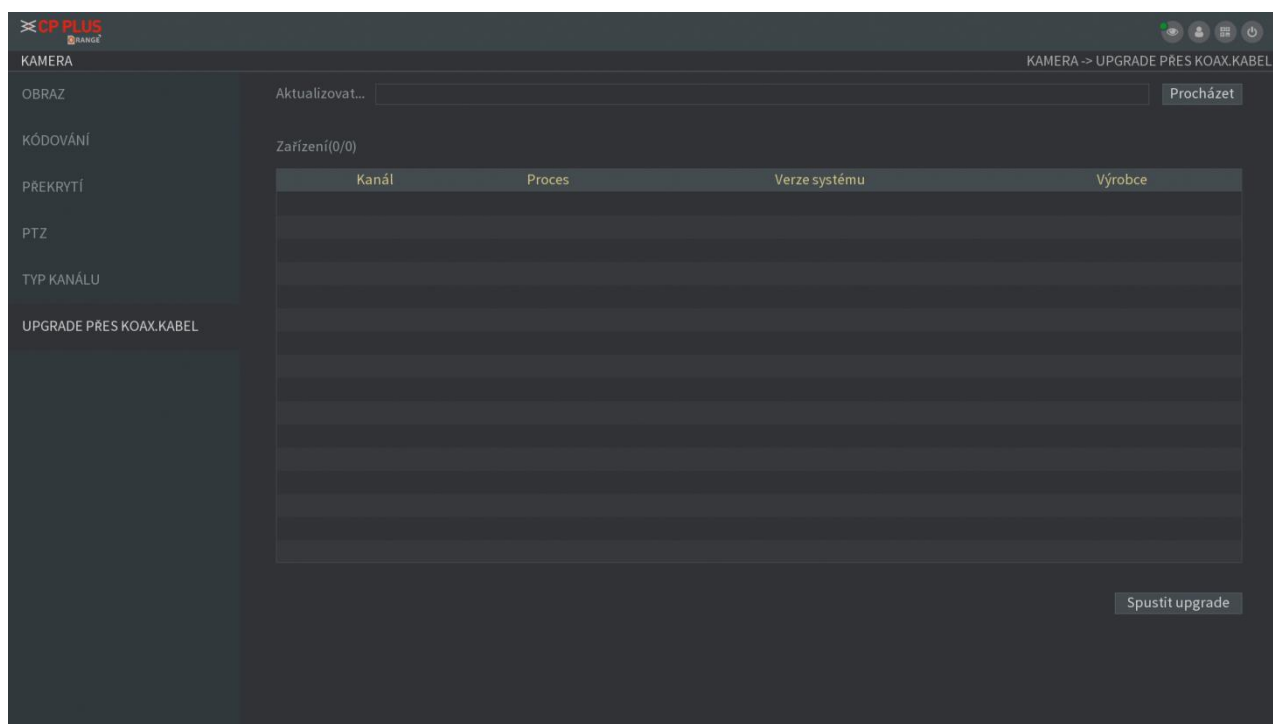 CP PLUS
ORANGE
KAMERA
KAMERA -> UPGRADE PŘES KOAX.KABEL
OBRAZ
KÓDOVÁNÍ
PŘEKRYTÍ
PTZ
TYP KANÁLU
UPGRADE PŘES KOAX.KABEL
Aktualizovat...
Procházet
Zařízení(0/0)
Kanál Proces Verze systému Výrobce
Spustit upgrade